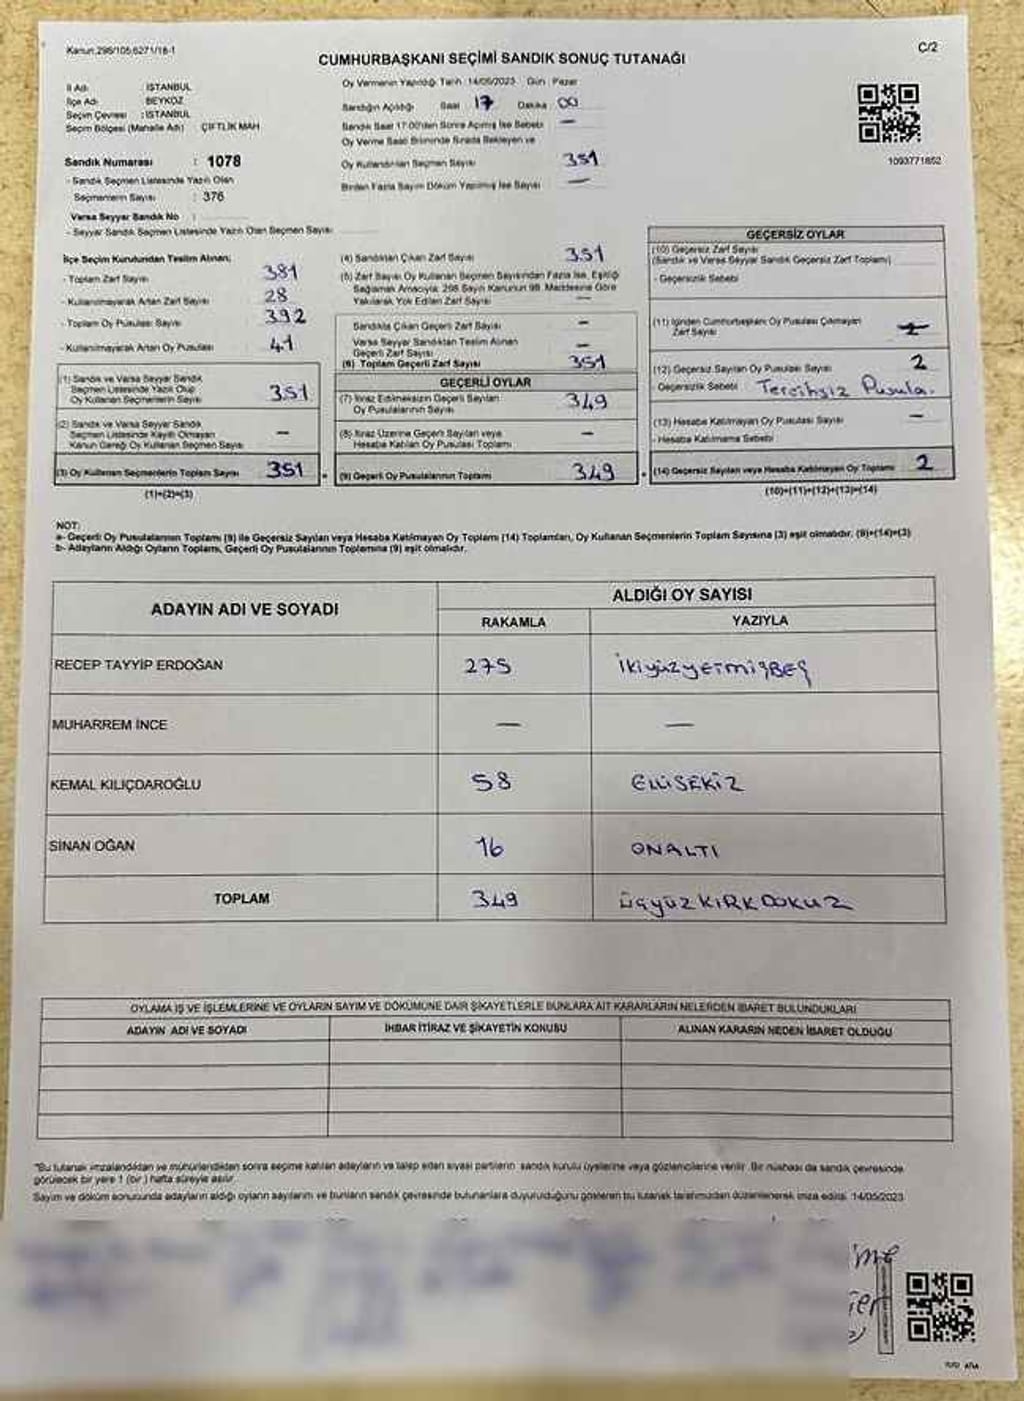 Kanun:298/105,6271/18-1
C/2
CUMHURBAŞKANI SEÇİMİ SANDIK SONUÇ TUTANAĞI
İl Adı : İSTANBUL
İlçe Adı : BEYKOZ
Seçim Çevresi : İSTANBUL
Seçim Bölgesi (Mahalle Adı) ÇİFTLİK MAH
Sandık Numarası : 1078
- Sandık Seçmen Listesinde Yazılı Olan
Seçmenlerin Sayısı : 376
Varsa Seyyar Sandık No :
- Seyyar Sandık Seçmen Listesinde Yazılı Olan Seçmen Sayısı
Oy Vermenin Yapıldığı Tarih 14/05/2023 Gün : Pazar
Sandığın Açıldığı Saat 17 Dakika 00
Sandık Saat 17.00'den Sonra Açılmış İse Sebebi —
Oy Verme Saati Bitiminde Sırada Bekleyen ve
Oy Kullandırılan Seçmen Sayısı 351
Birden Fazla Sayım Döküm Yapılmış İse Sayısı —
1093771852
İlçe Seçim Kurulundan Teslim Alınan;
- Toplam Zarf Sayısı 381
- Kullanılmayarak Artan Zarf Sayısı 28
- Toplam Oy Pusulası Sayısı 392
- Kullanılmayarak Artan Oy Pusulası 41
(1) Sandık ve Varsa Seyyar Sandık
Seçmen Listesinde Yazılı Olup
Oy Kullanan Seçmenlerin Sayısı 351
(2) Sandık ve Varsa Seyyar Sandık
Seçmen Listesinde Kayıtlı Olmayan
Kanun Gereği Oy Kullanan Seçmen Sayısı —
(3) Oy Kullanan Seçmenlerin Toplam Sayısı 351
(1)+(2)=(3)
(4) Sandıktan Çıkan Zarf Sayısı 351
(5) Zarf Sayısı Oy Kullanan Seçmen Sayısından Fazla İse, Eşitliği
Sağlamak Amacıyla; 298 Sayılı Kanunun 98. Maddesine Göre
Yakılarak Yok Edilen Zarf Sayısı —
Sandıkta Çıkan Geçerli Zarf Sayısı —
Varsa Seyyar Sandıktan Teslim Alınan
Geçerli Zarf Sayısı —
(6) Toplam Geçerli Zarf Sayısı 351
GEÇERLİ OYLAR
(7) İtiraz Edilmeksizin Geçerli Sayılan
Oy Pusulalarının Sayısı 349
(8) İtiraz Üzerine Geçerli Sayılan veya
Hesaba Katılan Oy Pusulası Toplamı —
(9) Geçerli Oy Pusulalarının Toplamı 349
GEÇERSİZ OYLAR
(10) Geçersiz Zarf Sayısı
(Sandık ve Varsa Seyyar Sandık Geçersiz Zarf Toplamı)
- Geçersizlik Sebebi
(11) İçinden Cumhurbaşkanı Oy Pusulası Çıkmayan
Zarf Sayısı
(12) Geçersiz Sayılan Oy Pusulası Sayısı 2
- Geçersizlik Sebebi Tercihsiz Pusula.
(13) Hesaba Katılmayan Oy Pusulası Sayısı —
- Hesaba Katılmama Sebebi
(14) Geçersiz Sayılan veya Hesaba Katılmayan Oy Toplamı 2
(10)+(11)+(12)+(13)=(14)
NOT:
a- Geçerli Oy Pusulalarının Toplamı (9) ile Geçersiz Sayılan veya Hesaba Katılmayan Oy Toplamı (14) Toplamları, Oy Kullanan Seçmenlerin Toplam Sayısına (3) eşit olmalıdır. (9)+(14)=(3)
b- Adayların Aldığı Oyların Toplamı, Geçerli Oy Pusulalarının Toplamına (9) eşit olmalıdır.
ADAYIN ADI VE SOYADI ALDIĞI OY SAYISI
RAKAMLA YAZIYLA
RECEP TAYYİP ERDOĞAN 275 İKİYÜZYETMİŞBEŞ
MUHARREM İNCE — —
KEMAL KILIÇDAROĞLU 58 ELLİSEKİZ
SİNAN OĞAN 16 ONALTI
TOPLAM 349 ÜÇYÜZKIRKDOKUZ
OYLAMA İŞ VE İŞLEMLERİNE VE OYLARIN SAYIM VE DÖKÜMÜNE DAİR ŞİKAYETLERLE BUNLARA AİT KARARLARIN NELERDEN İBARET BULUNDUKLARI
ADAYIN ADI VE SOYADI İHBAR İTİRAZ VE ŞİKAYETİN KONUSU ALINAN KARARIN NEDEN İBARET OLDUĞU
*Bu tutanak imzalandıktan ve mühürlendikten sonra seçime katılan adayların ve talep eden siyasi partilerin sandık kurulu üyelerine veya gözlemcilerine verilir. Bir nüshası da sandık çevresinde
görülecek bir yere 1 (bir) hafta süreyle asılır.
Sayım ve döküm sonucunda adayların aldığı oyların sayılarını ve bunların sandık çevresinde bulunanlara duyurulduğunu gösteren bu tutanak tarafımızdan düzenlenerek imza edildi. 14/05/2023